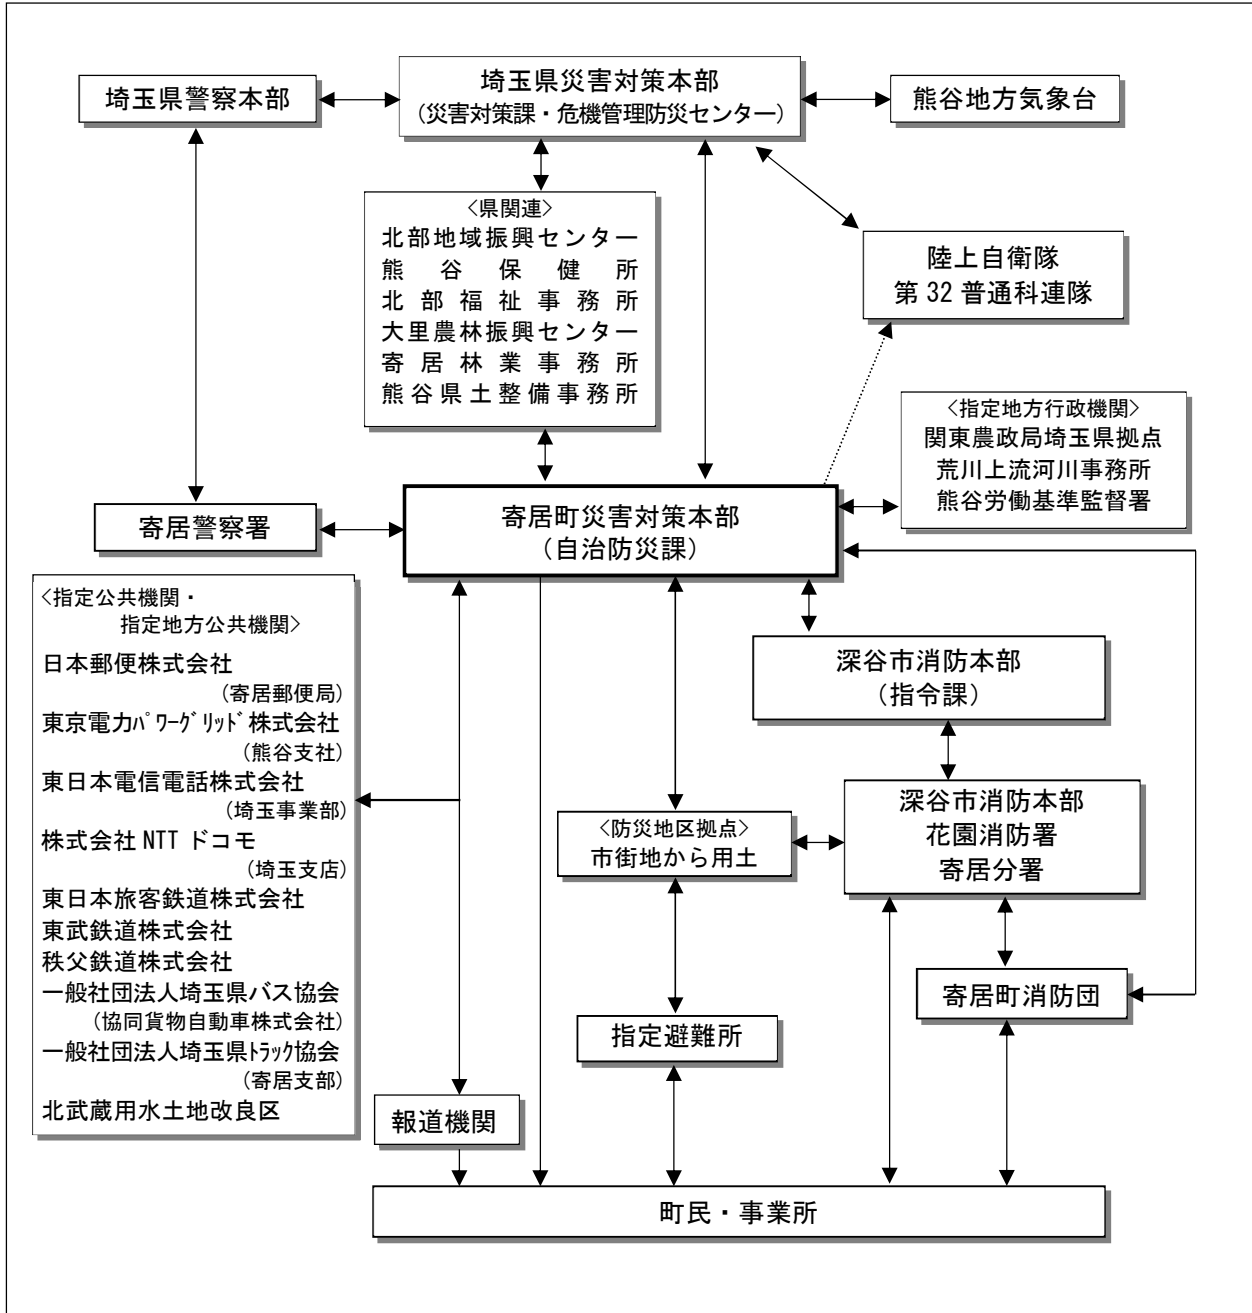 埼玉県警察本部
埼玉県災害対策本部
(災害対策課・危機管理防災センター)
熊谷地方気象台
<県関連>
北部地域振興センター
熊谷保健所
北部福祉事務所
大里農林振興センター
寄居林業事務所
熊谷県土整備事務所
陸上自衛隊
第32普通科連隊
<指定地方行政機関>
関東農政局埼玉県拠点
荒川上流河川事務所
熊谷労働基準監督署
寄居警察署
寄居町災害対策本部
(自治防災課)
<指定公共機関・
指定地方公共機関>
日本郵便株式会社
(寄居郵便局)
東京電力ﾊﾟﾜｰｸﾞﾘｯﾄﾞ株式会社
(熊谷支社)
東日本電信電話株式会社
(埼玉事業部)
株式会社NTTドコモ
(埼玉支店)
東日本旅客鉄道株式会社
東武鉄道株式会社
秩父鉄道株式会社
一般社団法人埼玉県バス協会
(協同貨物自動車株式会社)
一般社団法人埼玉県ﾄﾗｯｸ協会
(寄居支部)
北武蔵用水土地改良区
深谷市消防本部
(指令課)
<防災地区拠点>
市街地から用土
深谷市消防本部
花園消防署
寄居分署
寄居町消防団
指定避難所
報道機関
町民・事業所